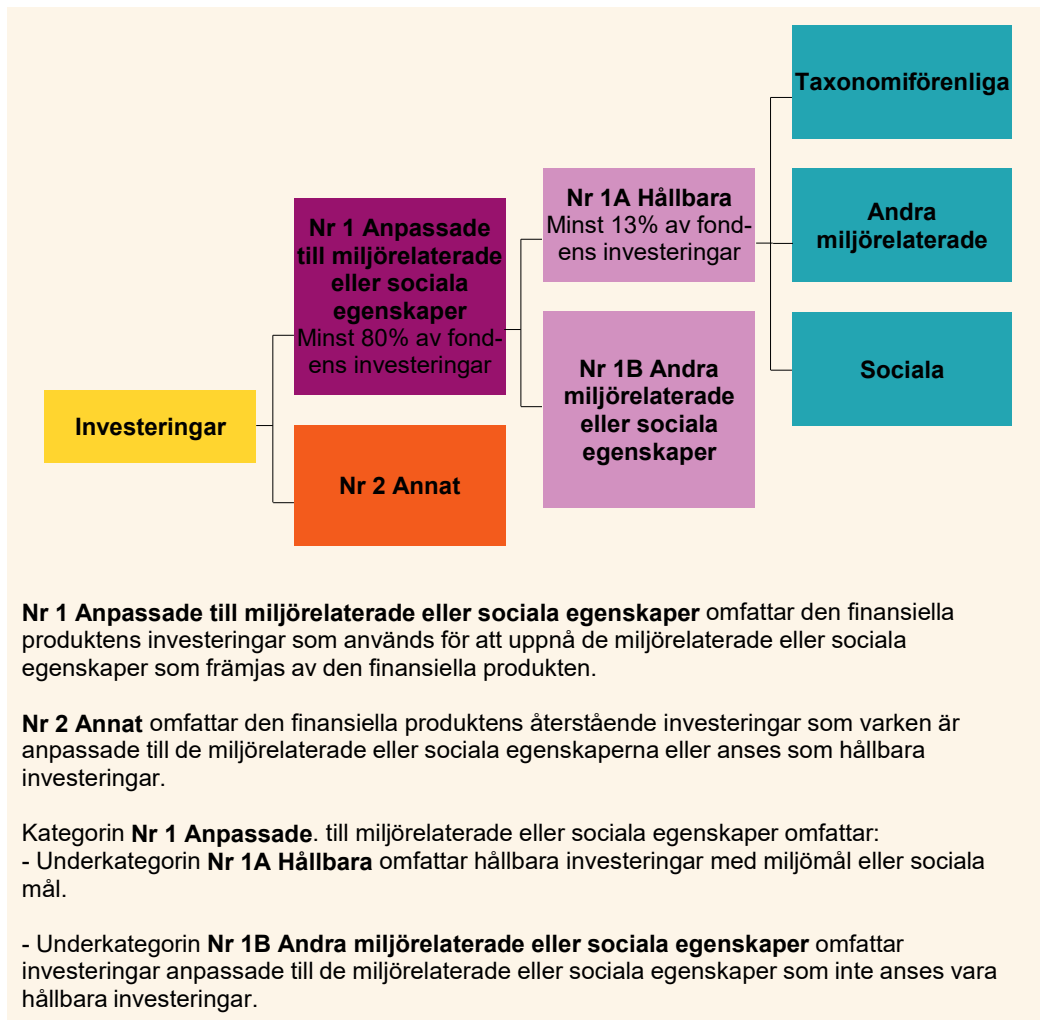 Taxonomiförenliga
Nr 1A Hållbara
Minst 13% av fond-
ens investeringar
Andra
miljörelaterade
Nr 1 Anpassade
till miljörelaterade
eller sociala
egenskaper
Minst 80% av fond-
ens investeringar
Nr 1B Andra
miljörelaterade
eller sociala
egenskaper
Sociala
Investeringar
Nr 2 Annat
Nr 1 Anpassade till miljörelaterade eller sociala egenskaper omfattar den finansiella
produktens investeringar som används för att uppnå de miljörelaterade eller sociala
egenskaper som främjas av den finansiella produkten.
Nr 2 Annat omfattar den finansiella produktens återstående investeringar som varken är
anpassade till de miljörelaterade eller sociala egenskaperna eller anses som hållbara
investeringar.
Kategorin Nr 1 Anpassade. till miljörelaterade eller sociala egenskaper omfattar:
- Underkategorin Nr 1A Hållbara omfattar hållbara investeringar med miljömål eller sociala
mål.
- Underkategorin Nr 1B Andra miljörelaterade eller sociala egenskaper omfattar
investeringar anpassade till de miljörelaterade eller sociala egenskaper som inte anses vara
hållbara investeringar.